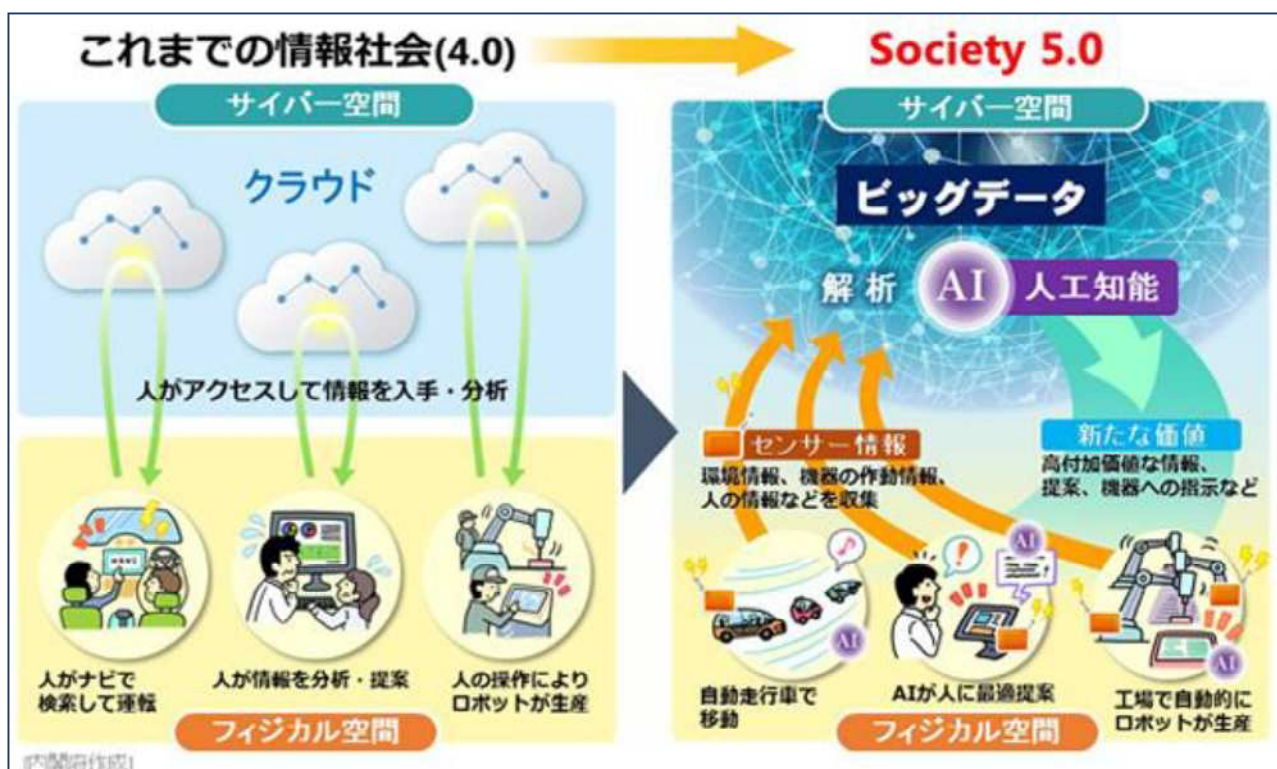 これまでの情報社会(4.0)
Society 5.0
サイバー空間
クラウド
人がアクセスして情報を入手・分析
人がナビで
検索して運転
人が情報を分析・提案
人の操作により
ロボットが生産
フィジカル空間
サイバー空間
ビッグデータ
解析
AI
人工知能
センサー情報
環境情報、機器の作動情報、
人の情報などを収集
新たな価値
高付加価値な情報、
提案、機器への指示など
AI
AI
AI
自動走行車で
移動
AIが人に最適提案
工場で自動的に
ロボットが生産
フィジカル空間
[内閣府作成]